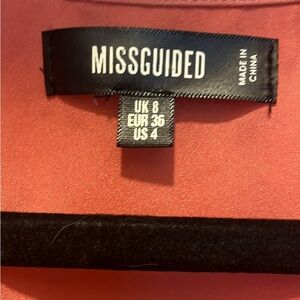 MISSGUIDED
MADE IN
CHINA
UK 8
EUR 36
US 4